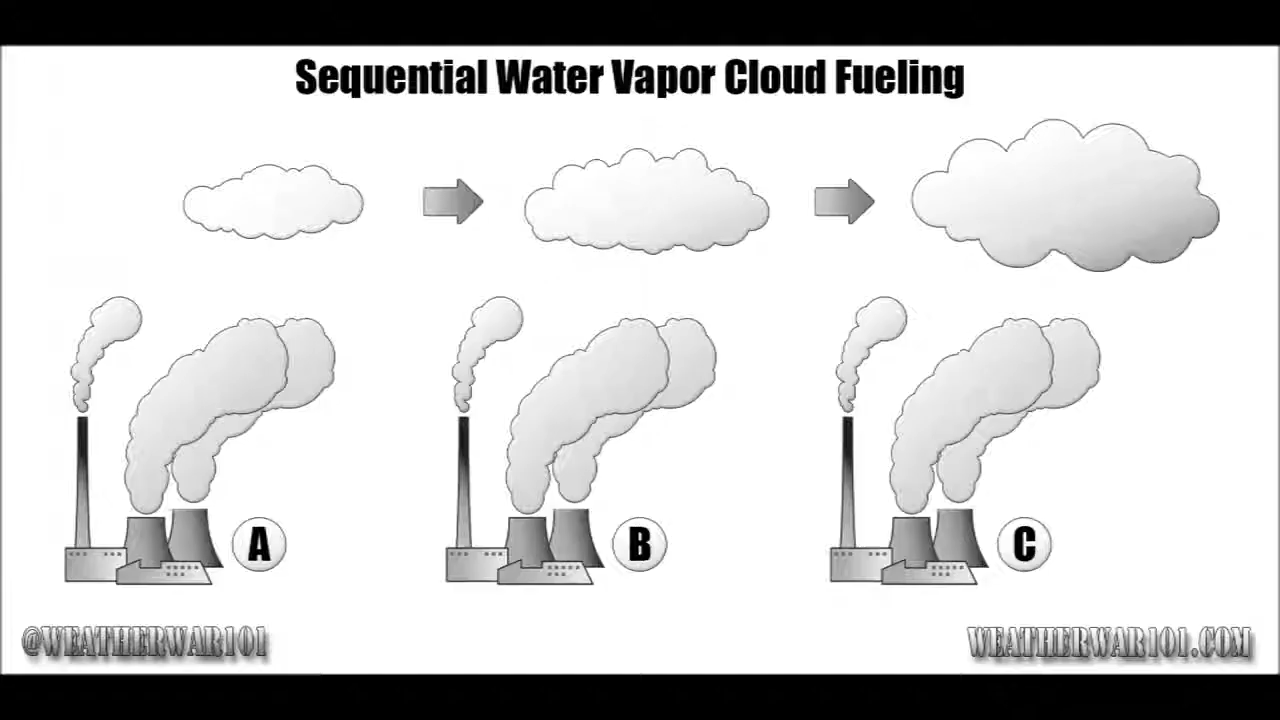 Sequential Water Vapor Cloud Fueling
A
B
C
@WEATHERWAR101
WEATHERWAR101.COM